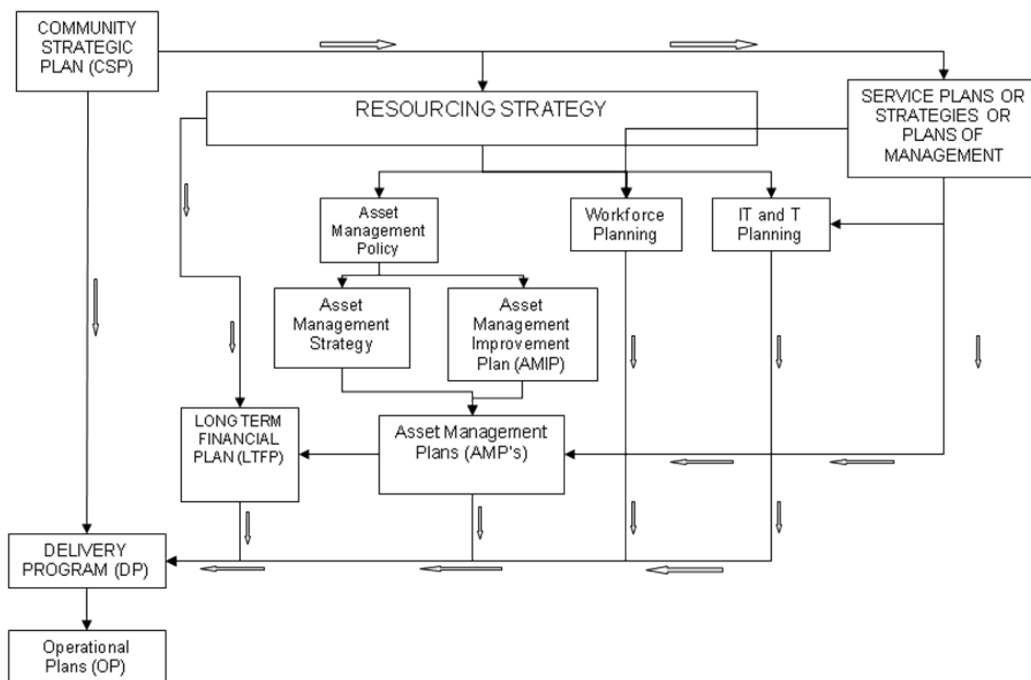 COMMUNITY
STRATEGIC
PLAN (CSP)
RESOURCING STRATEGY
SERVICE PLANS OR
STRATEGIES OR
PLANS OF
MANAGEMENT
Asset
Management
Policy
Workforce
Planning
IT and T
Planning
Asset
Management
Strategy
Asset
Management
Improvement
Plan (AMIP)
LONG TERM
FINANCIAL
PLAN (LTFP)
Asset Management
Plans (AMP's)
DELIVERY
PROGRAM (DP)
Operational
Plans (OP)